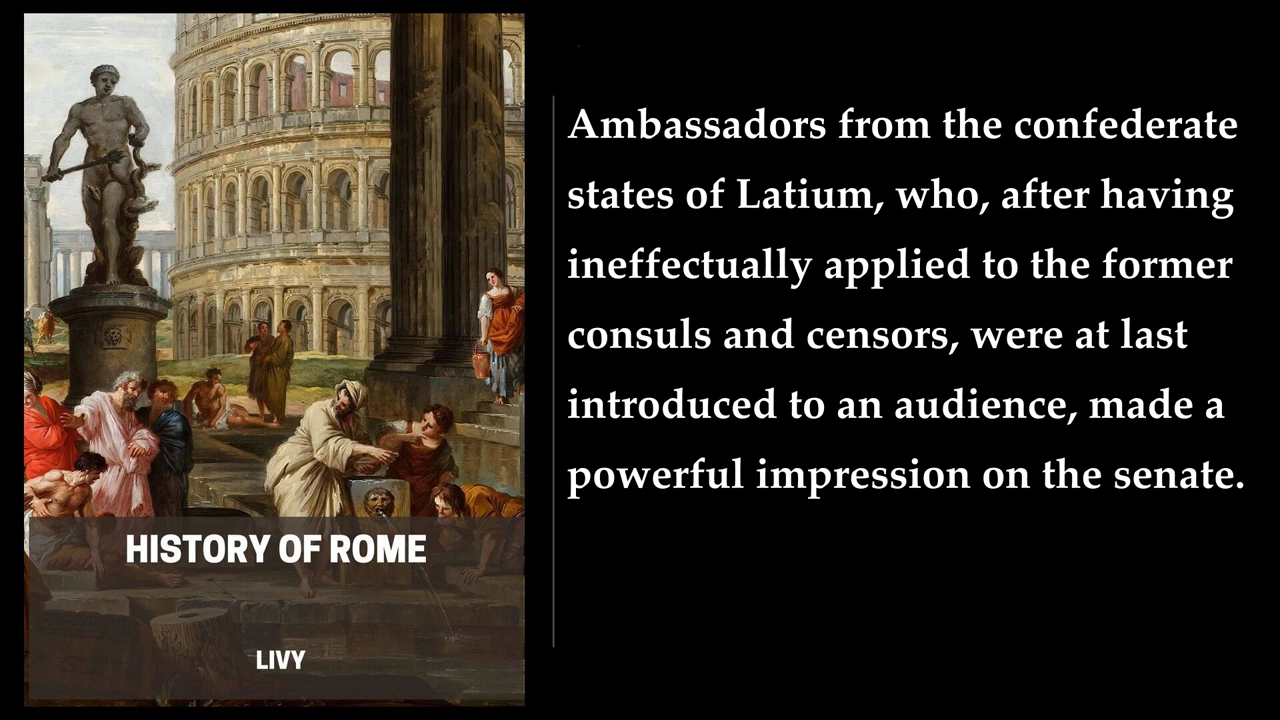 HISTORY OF ROME
LIVY
Ambassadors from the confederate
states of Latium, who, after having
ineffectually applied to the former
consuls and censors, were at last
introduced to an audience, made a
powerful impression on the senate.